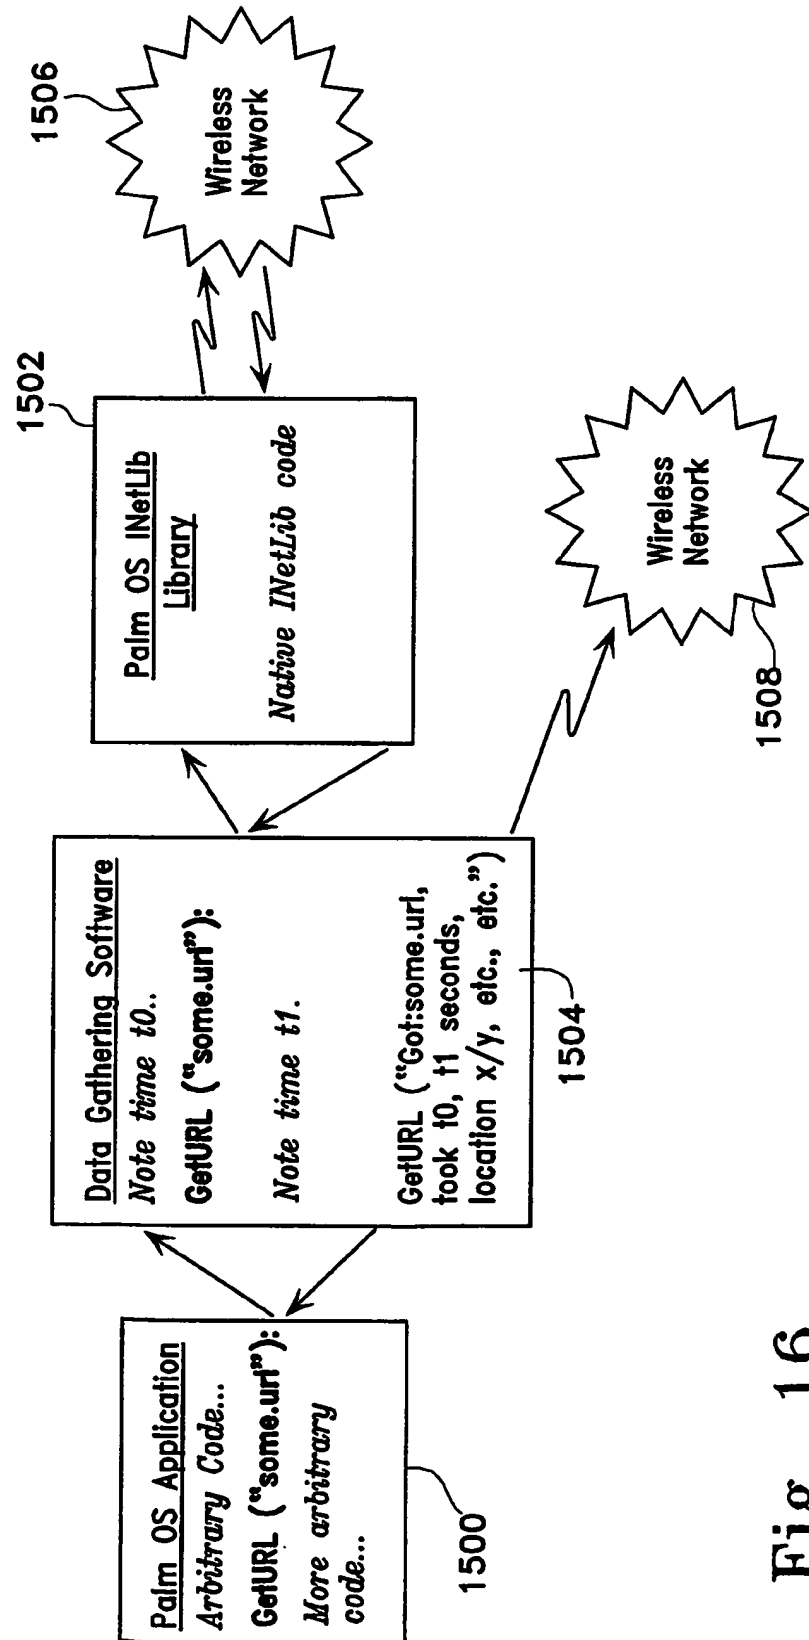 Palm OS Application
Arbitrary Code...
GetURL (“some.url”):
More arbitrary
code...
1500
Data Gathering Software
Note time t0..
GetURL (“some.url”):
Note time t1.
GetURL (“Got:some.url,
took t0, t1 seconds,
location x/y, etc., etc.”)
1504
Palm OS INetLib
Library
Native INetLib code
1502
Wireless
Network
1506
Wireless
Network
1508
Fig. 16